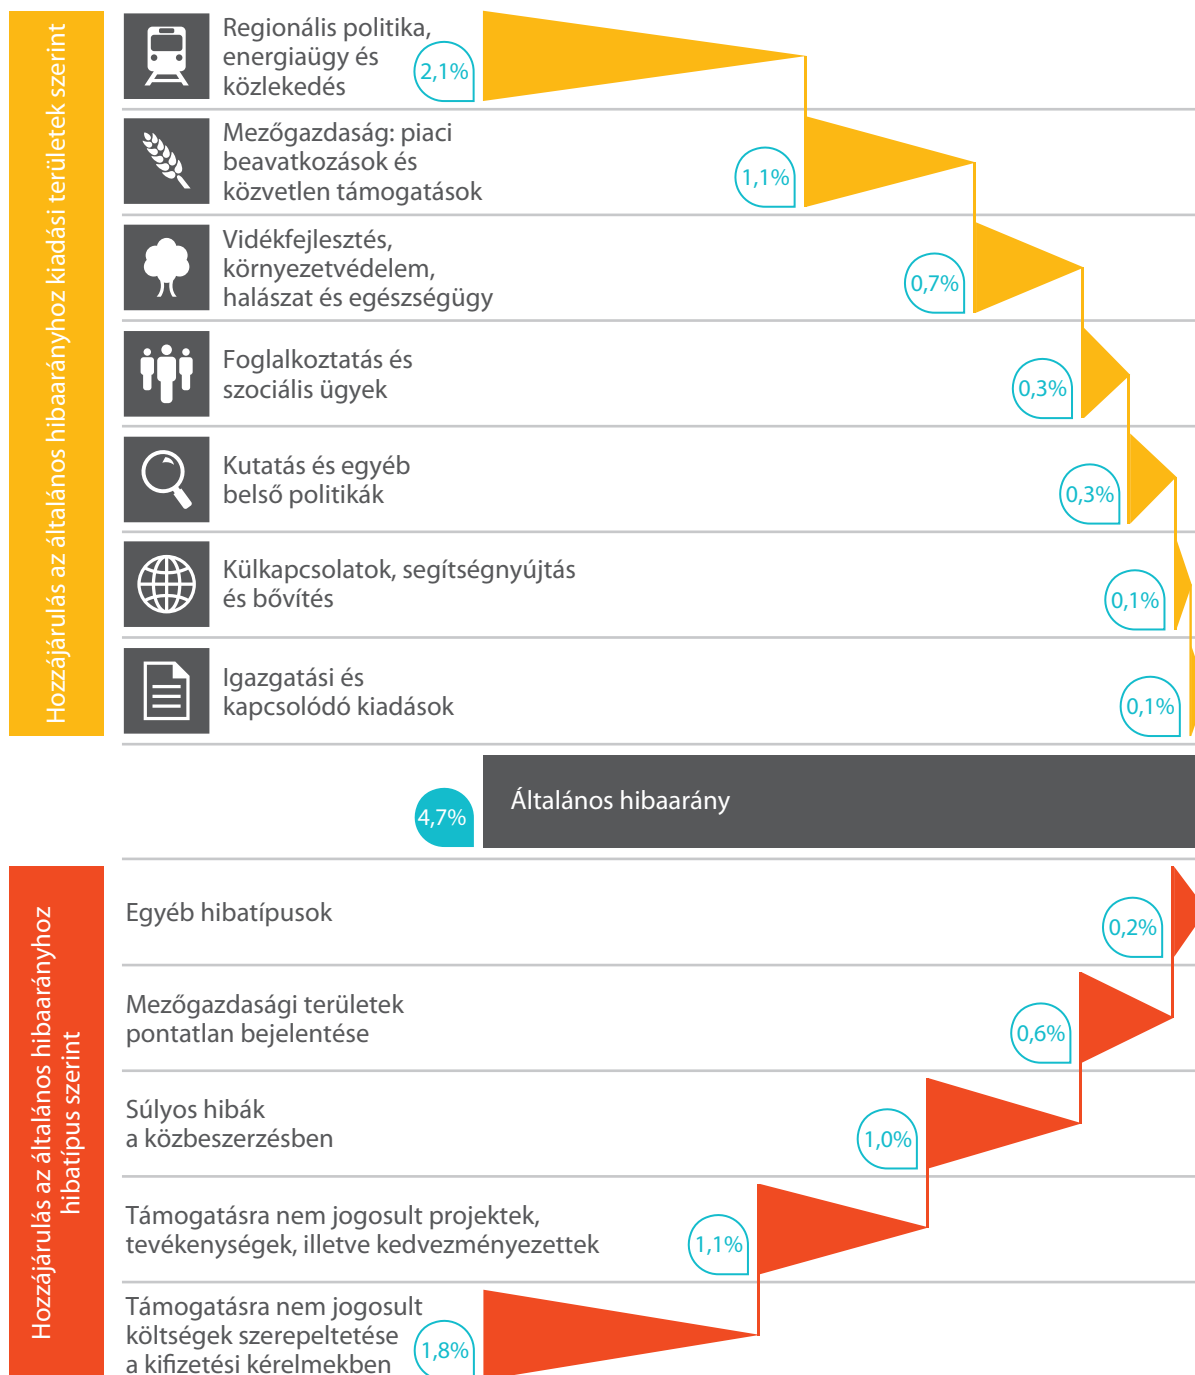 Hozzájárulás az általános hibaarányhoz kiadási területek szerint
Regionális politika,
energiaügy és
közlekedés
2,1%
Mezőgazdaság: piaci
beavatkozások és
közvetlen támogatások
1,1%
Vidékfejlesztés,
környezetvédelem,
halászat és egészségügy
0,7%
Foglalkoztatás és
szociális ügyek
0,3%
Kutatás és egyéb
belső politikák
0,3%
Külkapcsolatok, segítségnyújtás
és bővítés
0,1%
Igazgatási és
kapcsolódó kiadások
0,1%
4,7%
Általános hibaarány
Hozzájárulás az általános hibaarányhoz
hibatípus szerint
Egyéb hibatípusok
0,2%
Mezőgazdasági területek
pontatlan bejelentése
0,6%
Súlyos hibák
a közbeszerzésben
1,0%
Támogatásra nem jogosult projektek,
tevékenységek, illetve kedvezményezettek
1,1%
Támogatásra nem jogosult
költségek szerepeltetése
a kifizetési kérelmekben
1,8%